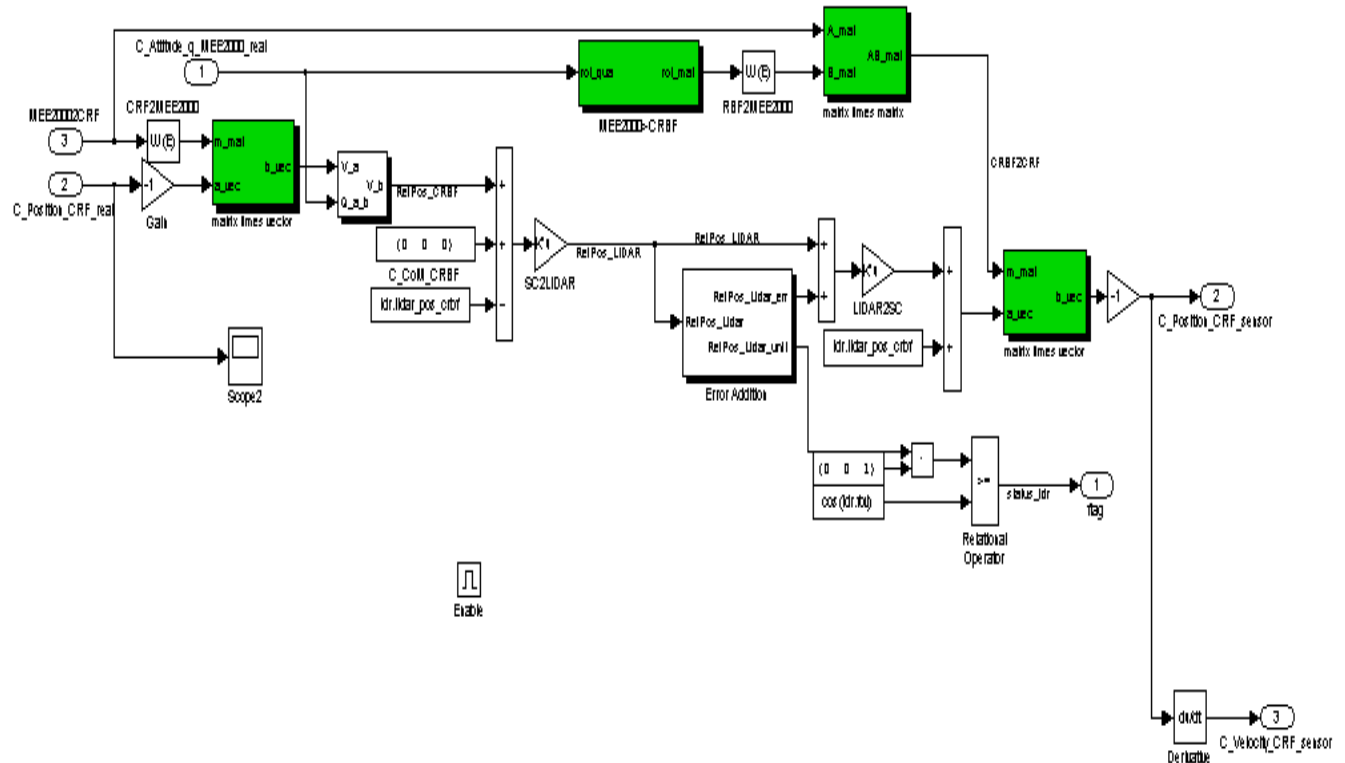 C_Attitude_q_MEE2000_real
1
rot_qua
rot_mat
MEE2000>CRBF
U(E)
RBF2MEE2000
A_mat
B_mat
AB_mat
matrix times matrix
MEE20002CRF
3
CRF2MEE2000
U(E)
2
C_Position_CRF_real
-1
Gain
m_mat
a_vec
b_vec
matrix times vector
V_a
Q_a_b
V_b
RelPos_CRBF
(0 0 0)
C_CoM_CRBF
ldr.lidar_pos_crbf
+
+
−
K*u
SC2LIDAR
RelPos_LIDAR
RelPos_LIDAR
RelPos_Lidar
RelPos_Lidar_err
RelPos_Lidar_unit
Error Addition
+
+
K*u
LIDAR2SC
ldr.lidar_pos_crbf
+
+
CRBF2CRF
m_mat
a_vec
b_vec
matrix times vector
-1
2
C_Position_CRF_sensor
Scope2
(0 0 1)
cos(ldr.fov)
>=
Relational
Operator
status_ldr
1
Enable
du/dt
Derivative
3
C_Velocity_CRF_sensor